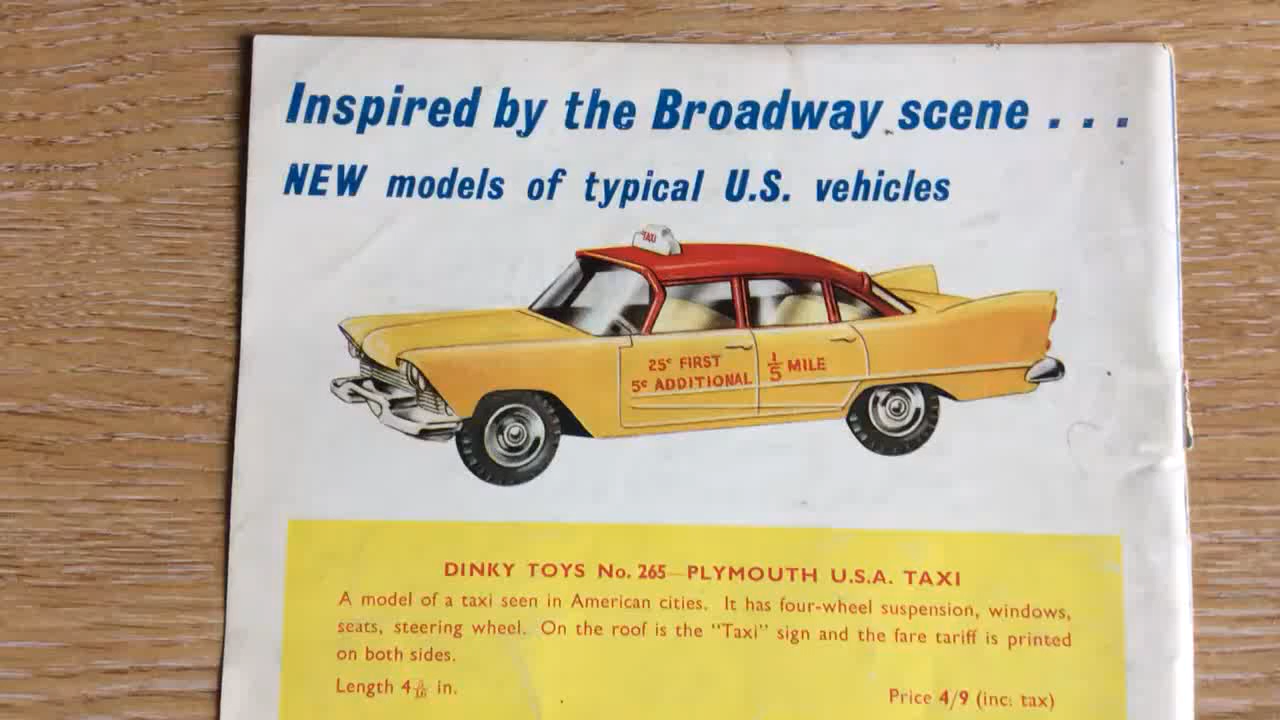 Inspired by the Broadway scene . . .
NEW models of typical U.S. vehicles
TAXI
25c FIRST
5c ADDITIONAL
1/5 MILE
DINKY TOYS No. 265—PLYMOUTH U.S.A. TAXI
A model of a taxi seen in American cities. It has four-wheel suspension, windows,
seats, steering wheel. On the roof is the "Taxi" sign and the fare tariff is printed
on both sides.
Length 4 in.
Price 4/9 (inc. tax)